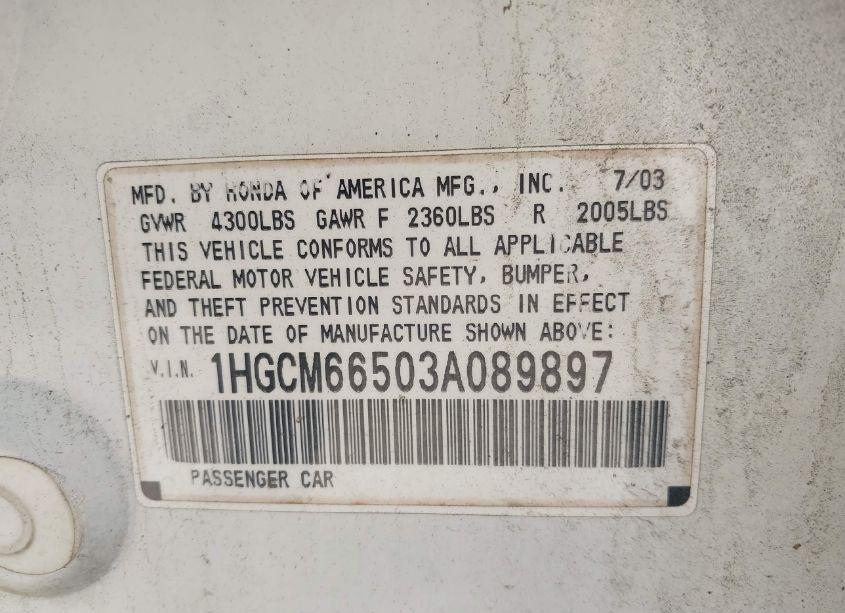 MFD. BY HONDA OF AMERICA MFG., INC. 7/03
GVWR 4300LBS GAWR F 2360LBS R 2005LBS
THIS VEHICLE CONFORMS TO ALL APPLICABLE
FEDERAL MOTOR VEHICLE SAFETY, BUMPER,
AND THEFT PREVENTION STANDARDS IN EFFECT
ON THE DATE OF MANUFACTURE SHOWN ABOVE:
V.I.N. 1HGCM66503A089897
PASSENGER CAR